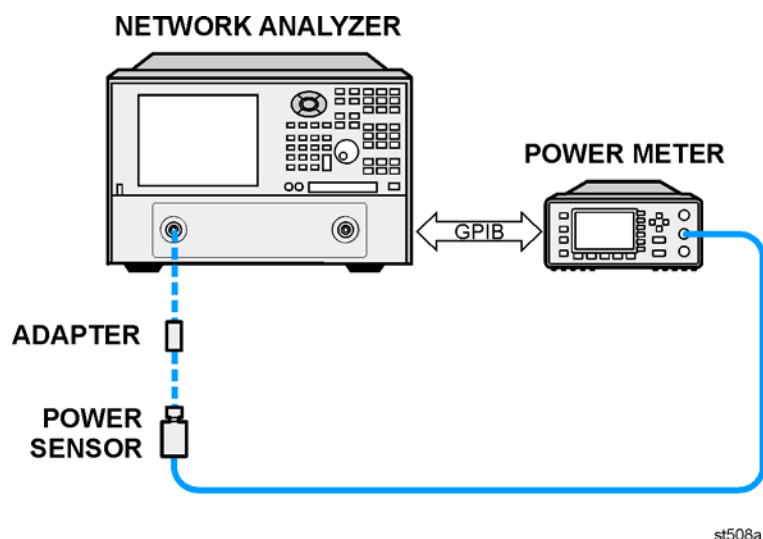 NETWORK ANALYZER
POWER METER
GPIB
ADAPTER
POWER
SENSOR
st508a